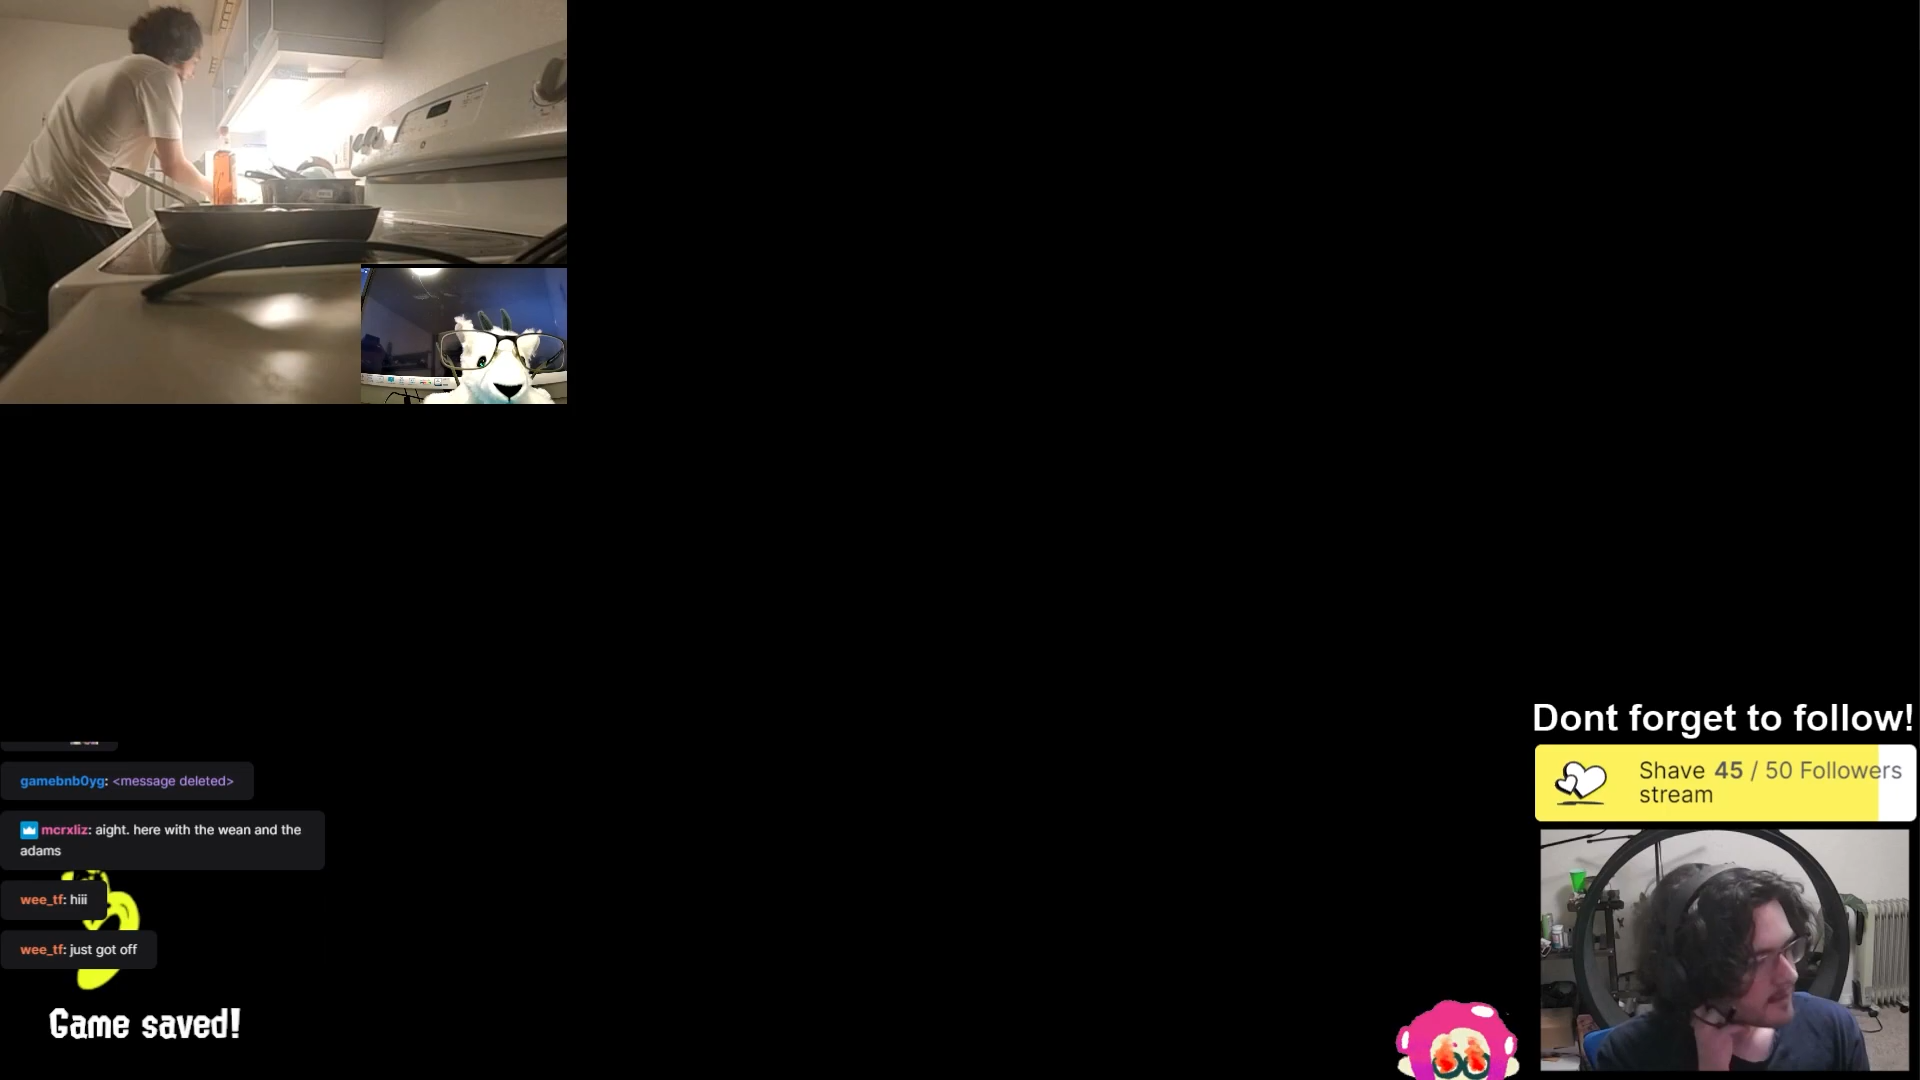 gamebnb0yg: <message deleted>
mcrxliz: aight. here with the wean and the
adams
wee_tf: hiii
wee_tf: just got off
Game saved!
Dont forget to follow!
Shave 45 / 50 Followers
stream